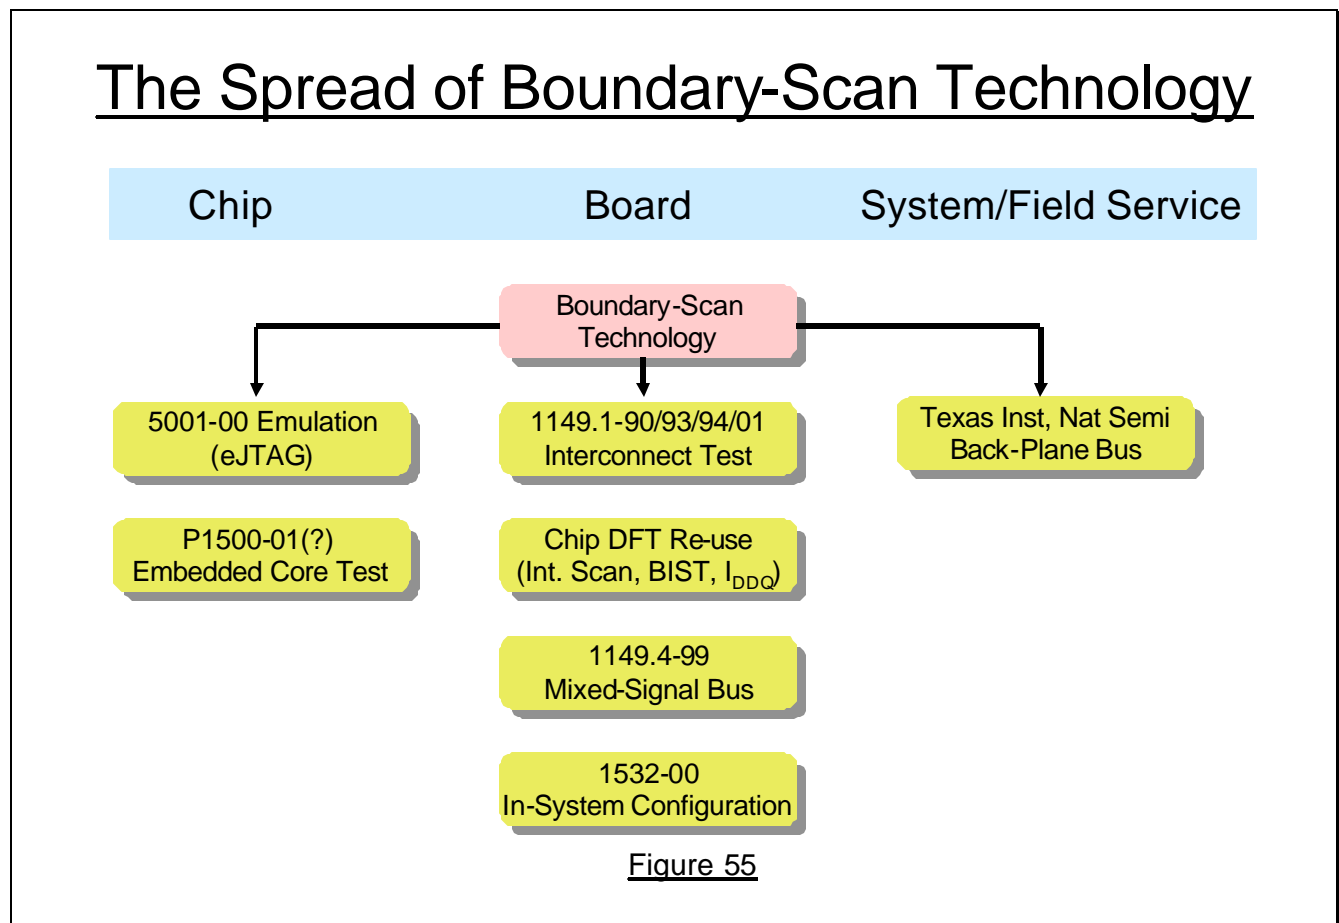 The Spread of Boundary-Scan Technology
Chip Board System/Field Service
Boundary-Scan
Technology
5001-00 Emulation
(eJTAG)
1149.1-90/93/94/01
Interconnect Test
Texas Inst, Nat Semi
Back-Plane Bus
P1500-01(?)
Embedded Core Test
Chip DFT Re-use
(Int. Scan, BIST, IDDQ)
1149.4-99
Mixed-Signal Bus
1532-00
In-System Configuration
Figure 55